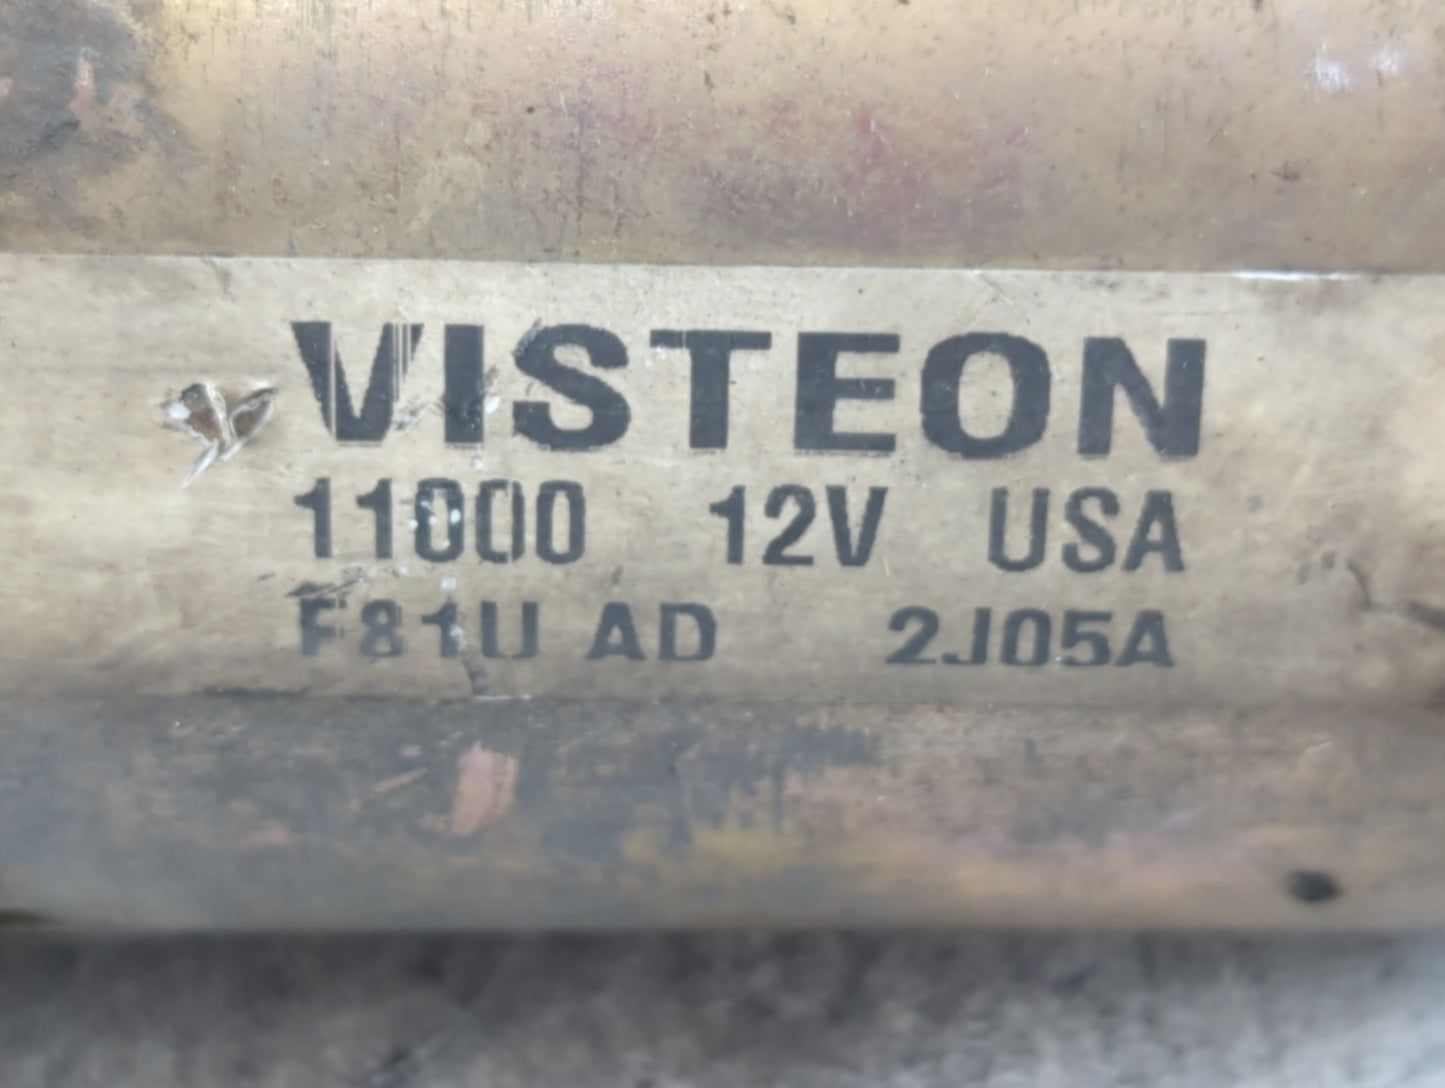 VISTEON
11000 12V USA
F81U AD 2J05A